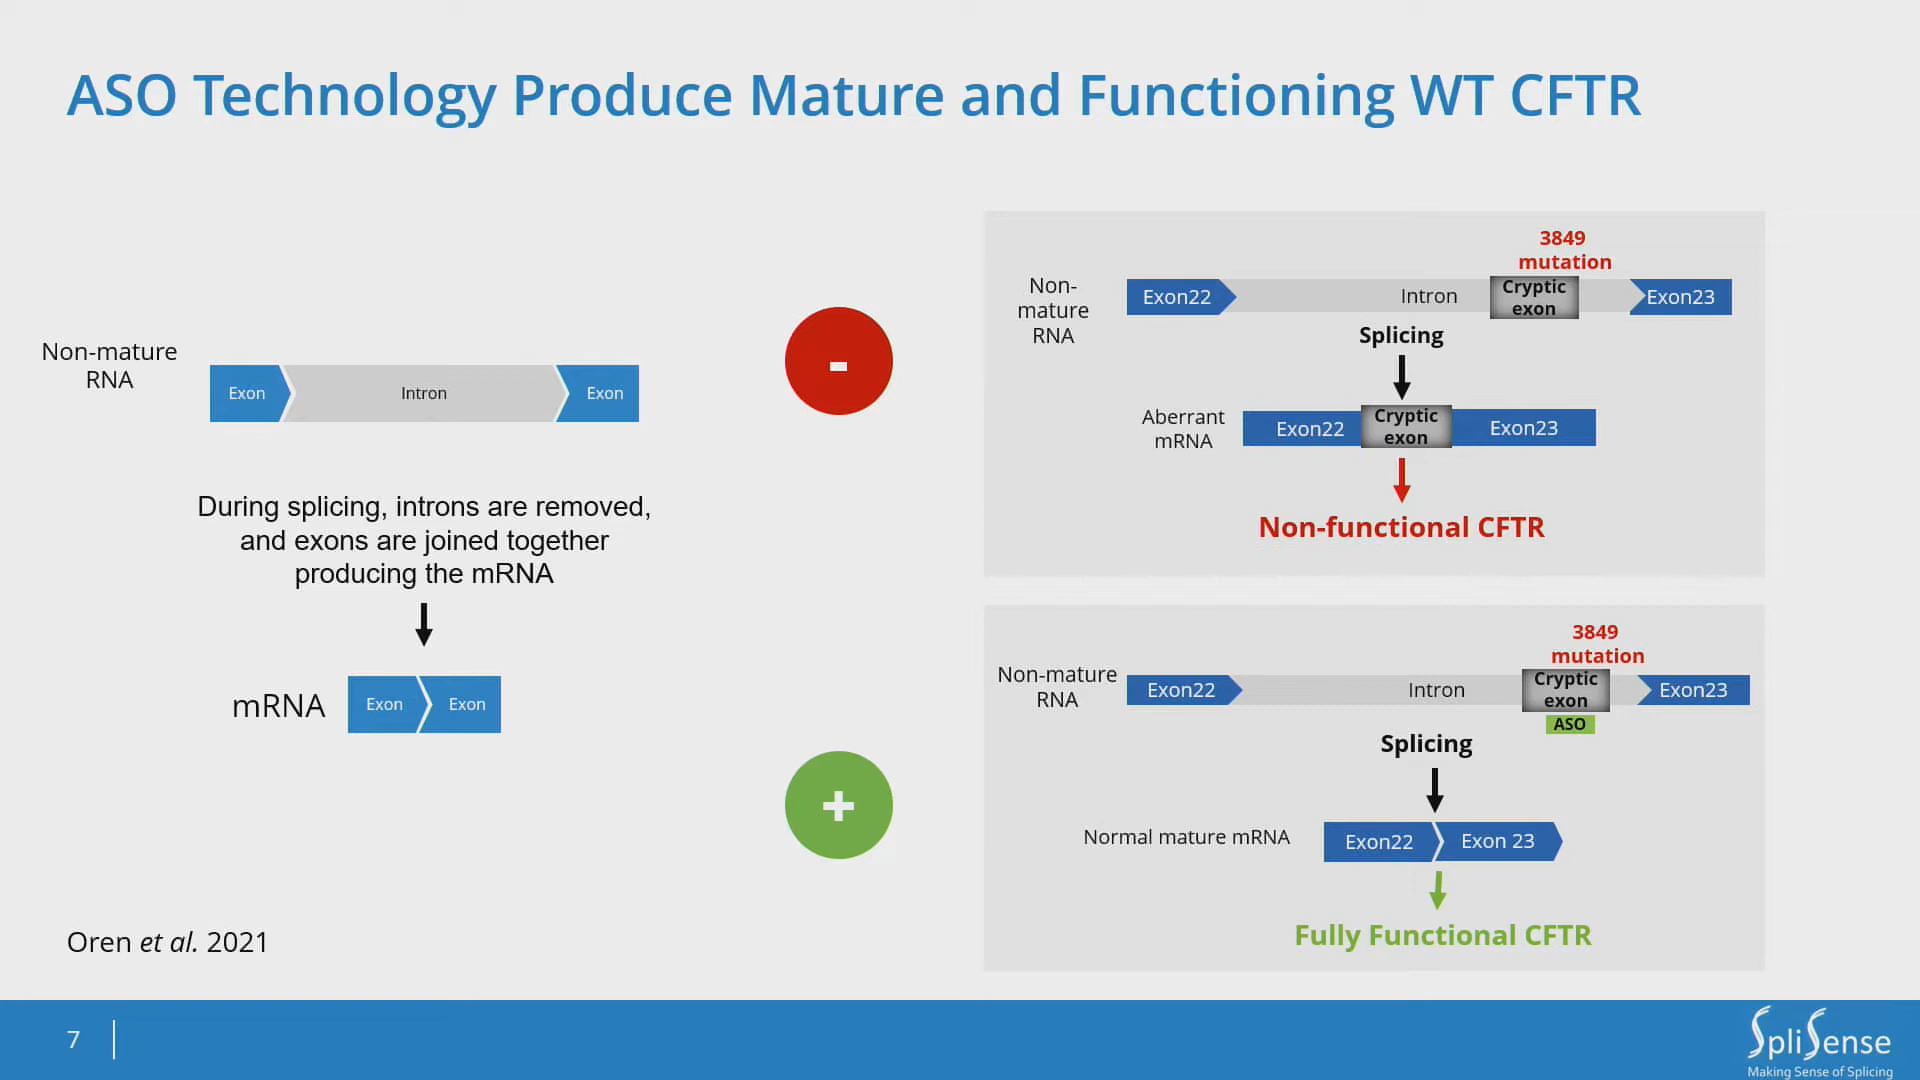 ASO Technology Produce Mature and Functioning WT CFTR
Non-mature
RNA
Exon
Intron
Exon
During splicing, introns are removed,
and exons are joined together
producing the mRNA
mRNA
Exon
Exon
-
+
3849
mutation
Non-
mature
RNA
Exon22
Intron
Cryptic
exon
Exon23
Splicing
Aberrant
mRNA
Exon22
Cryptic
exon
Exon23
Non-functional CFTR
3849
mutation
Non-mature
RNA
Exon22
Intron
Cryptic
exon
Exon23
ASO
Splicing
Normal mature mRNA
Exon22
Exon 23
Fully Functional CFTR
Oren et al. 2021
7
SpliSense
Making Sense of Splicing